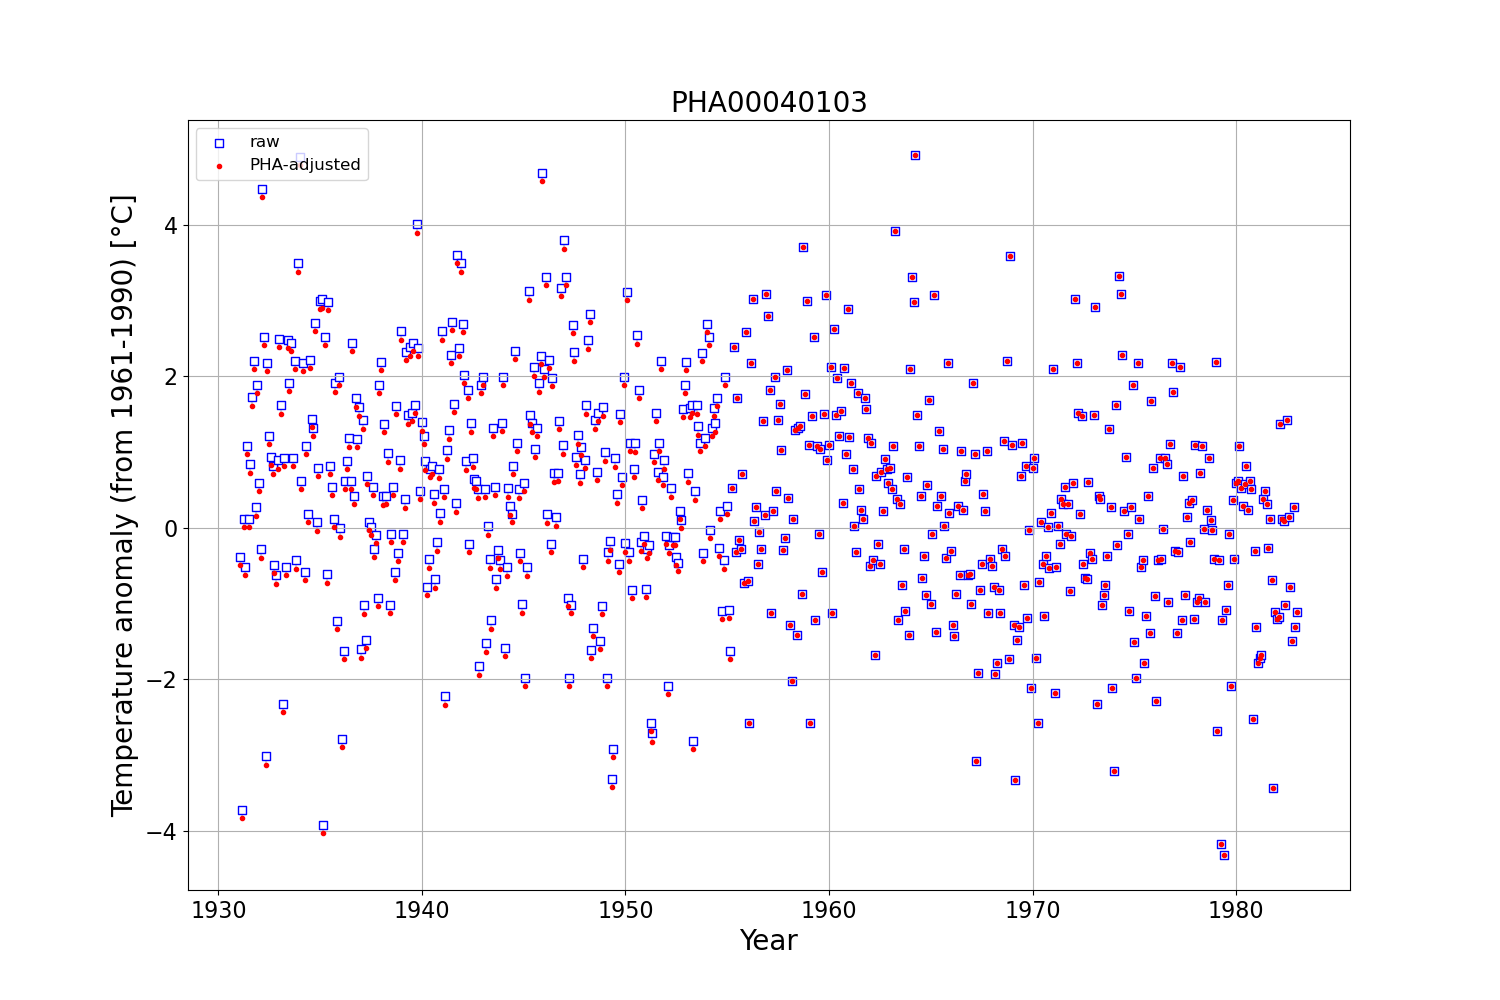 PHA00040103
raw
PHA-adjusted
Temperature anomaly (from 1961-1990) [°C]
4
2
0
−2
−4
1930 1940 1950 1960 1970 1980
Year